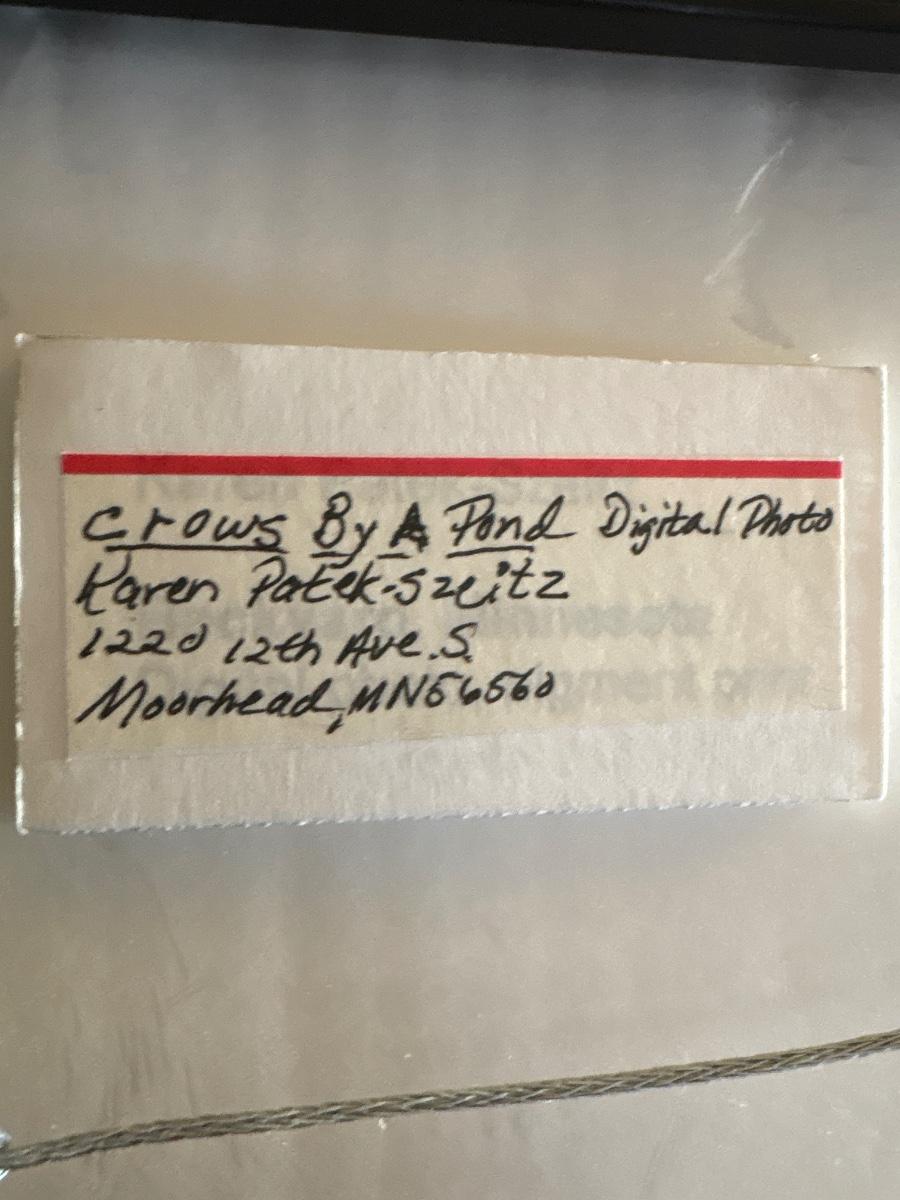 Crows By A Pond Digital Photo
Karen Patek-Szeitz
1220 12th Ave. S.
Moorhead, MN 56560